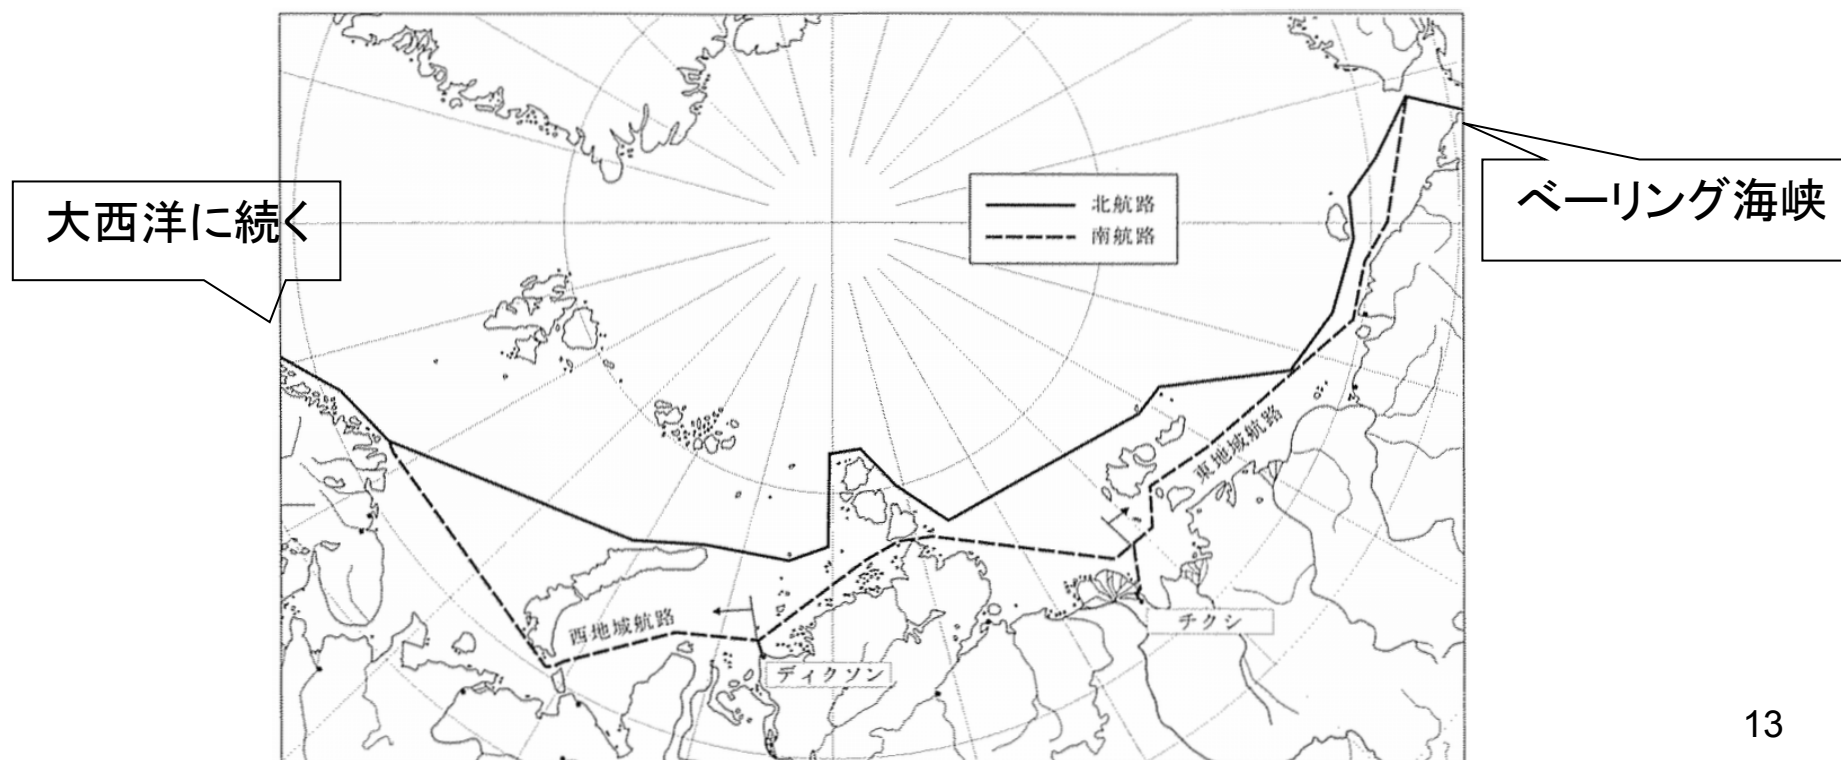 大西洋に続く
北航路
南航路
ベーリング海峡
東地域航路
西地域航路
チクシ
ディクソン
13